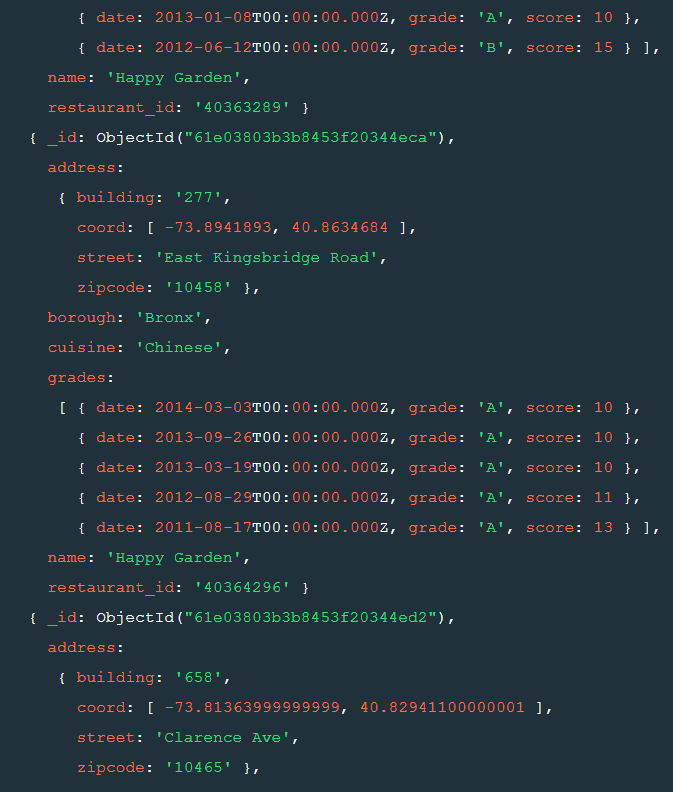 { date: 2013-01-08T00:00:00.000Z, grade: 'A', score: 10 },
{ date: 2012-06-12T00:00:00.000Z, grade: 'B', score: 15 } ],
name: 'Happy Garden',
restaurant_id: '40363289' }
{ _id: ObjectId("61e03803b3b8453f20344eca"),
address:
{ building: '277',
coord: [ -73.8941893, 40.8634684 ],
street: 'East Kingsbridge Road',
zipcode: '10458' },
borough: 'Bronx',
cuisine: 'Chinese',
grades:
[ { date: 2014-03-03T00:00:00.000Z, grade: 'A', score: 10 },
{ date: 2013-09-26T00:00:00.000Z, grade: 'A', score: 10 },
{ date: 2013-03-19T00:00:00.000Z, grade: 'A', score: 10 },
{ date: 2012-08-29T00:00:00.000Z, grade: 'A', score: 11 },
{ date: 2011-08-17T00:00:00.000Z, grade: 'A', score: 13 } ],
name: 'Happy Garden',
restaurant_id: '40364296' }
{ _id: ObjectId("61e03803b3b8453f20344ed2"),
address:
{ building: '658',
coord: [ -73.81363999999999, 40.82941100000001 ],
street: 'Clarence Ave',
zipcode: '10465' },